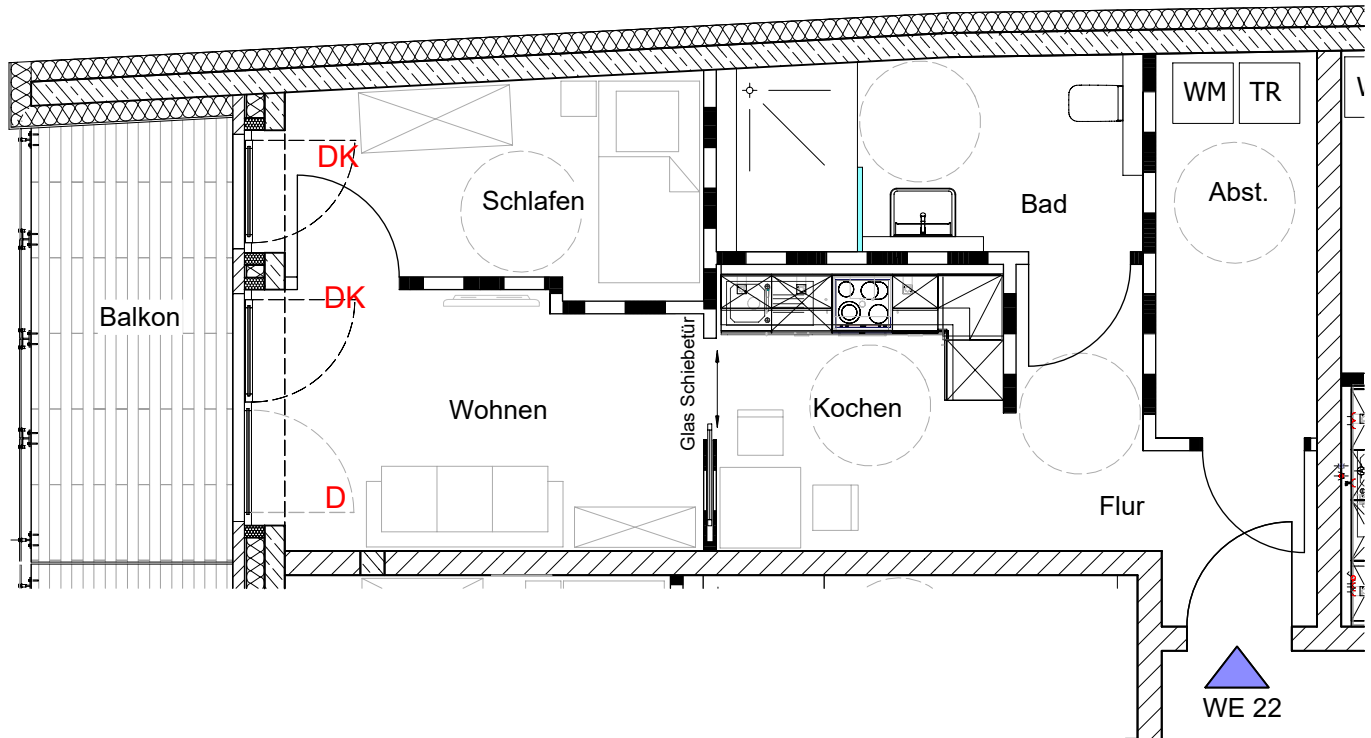 WM
TR
DK
Schlafen
Bad
Abst.
DK
Balkon
Glas Schiebetür
Wohnen
Kochen
D
Flur
WE 22